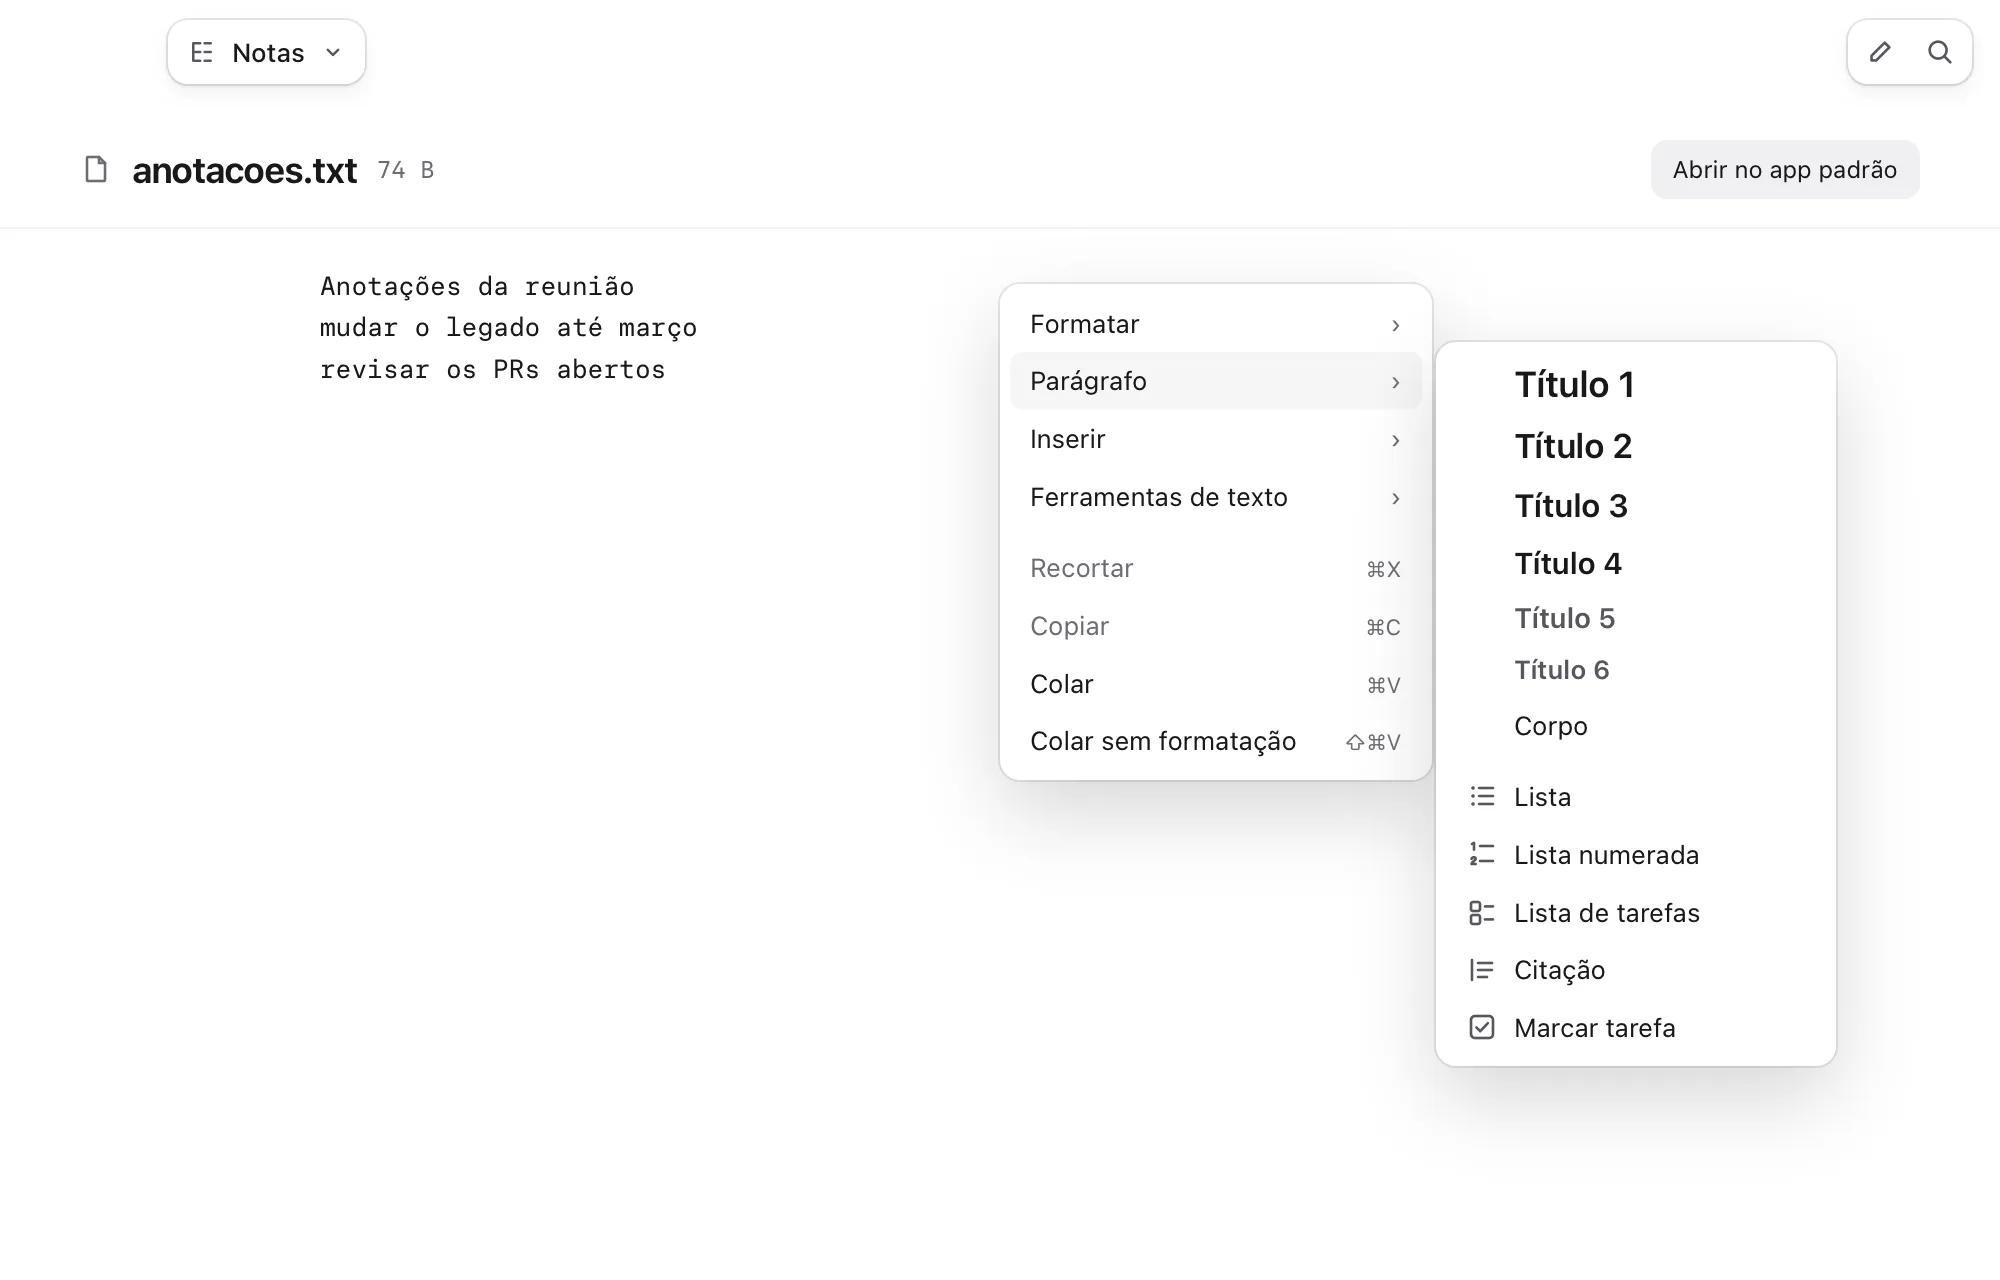 Notas
anotacoes.txt 74 B
Abrir no app padrão
Anotações da reunião
mudar o legado até março
revisar os PRs abertos
Formatar
Parágrafo
Inserir
Ferramentas de texto
Recortar ⌘X
Copiar ⌘C
Colar ⌘V
Colar sem formatação ⇧⌘V
Título 1
Título 2
Título 3
Título 4
Título 5
Título 6
Corpo
Lista
Lista numerada
Lista de tarefas
Citação
Marcar tarefa